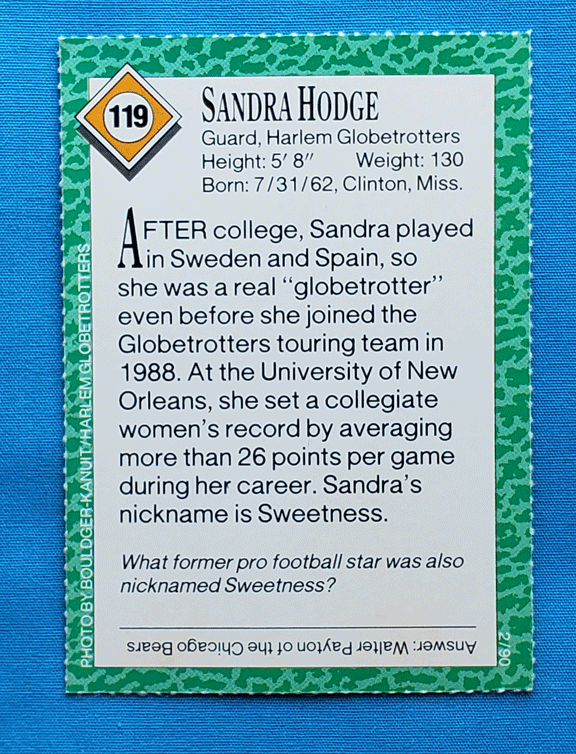 119
SANDRA HODGE
Guard, Harlem Globetrotters
Height: 5' 8" Weight: 130
Born: 7/31/62, Clinton, Miss.
AFTER college, Sandra played
in Sweden and Spain, so
she was a real “globetrotter”
even before she joined the
Globetrotters touring team in
1988. At the University of New
Orleans, she set a collegiate
women's record by averaging
more than 26 points per game
during her career. Sandra's
nickname is Sweetness.
What former pro football star was also
nicknamed Sweetness?
Answer: Walter Payton of the Chicago Bears
PHOTO BY BOULDGER-KANUIT/HARLEM GLOBETROTTERS
2/90